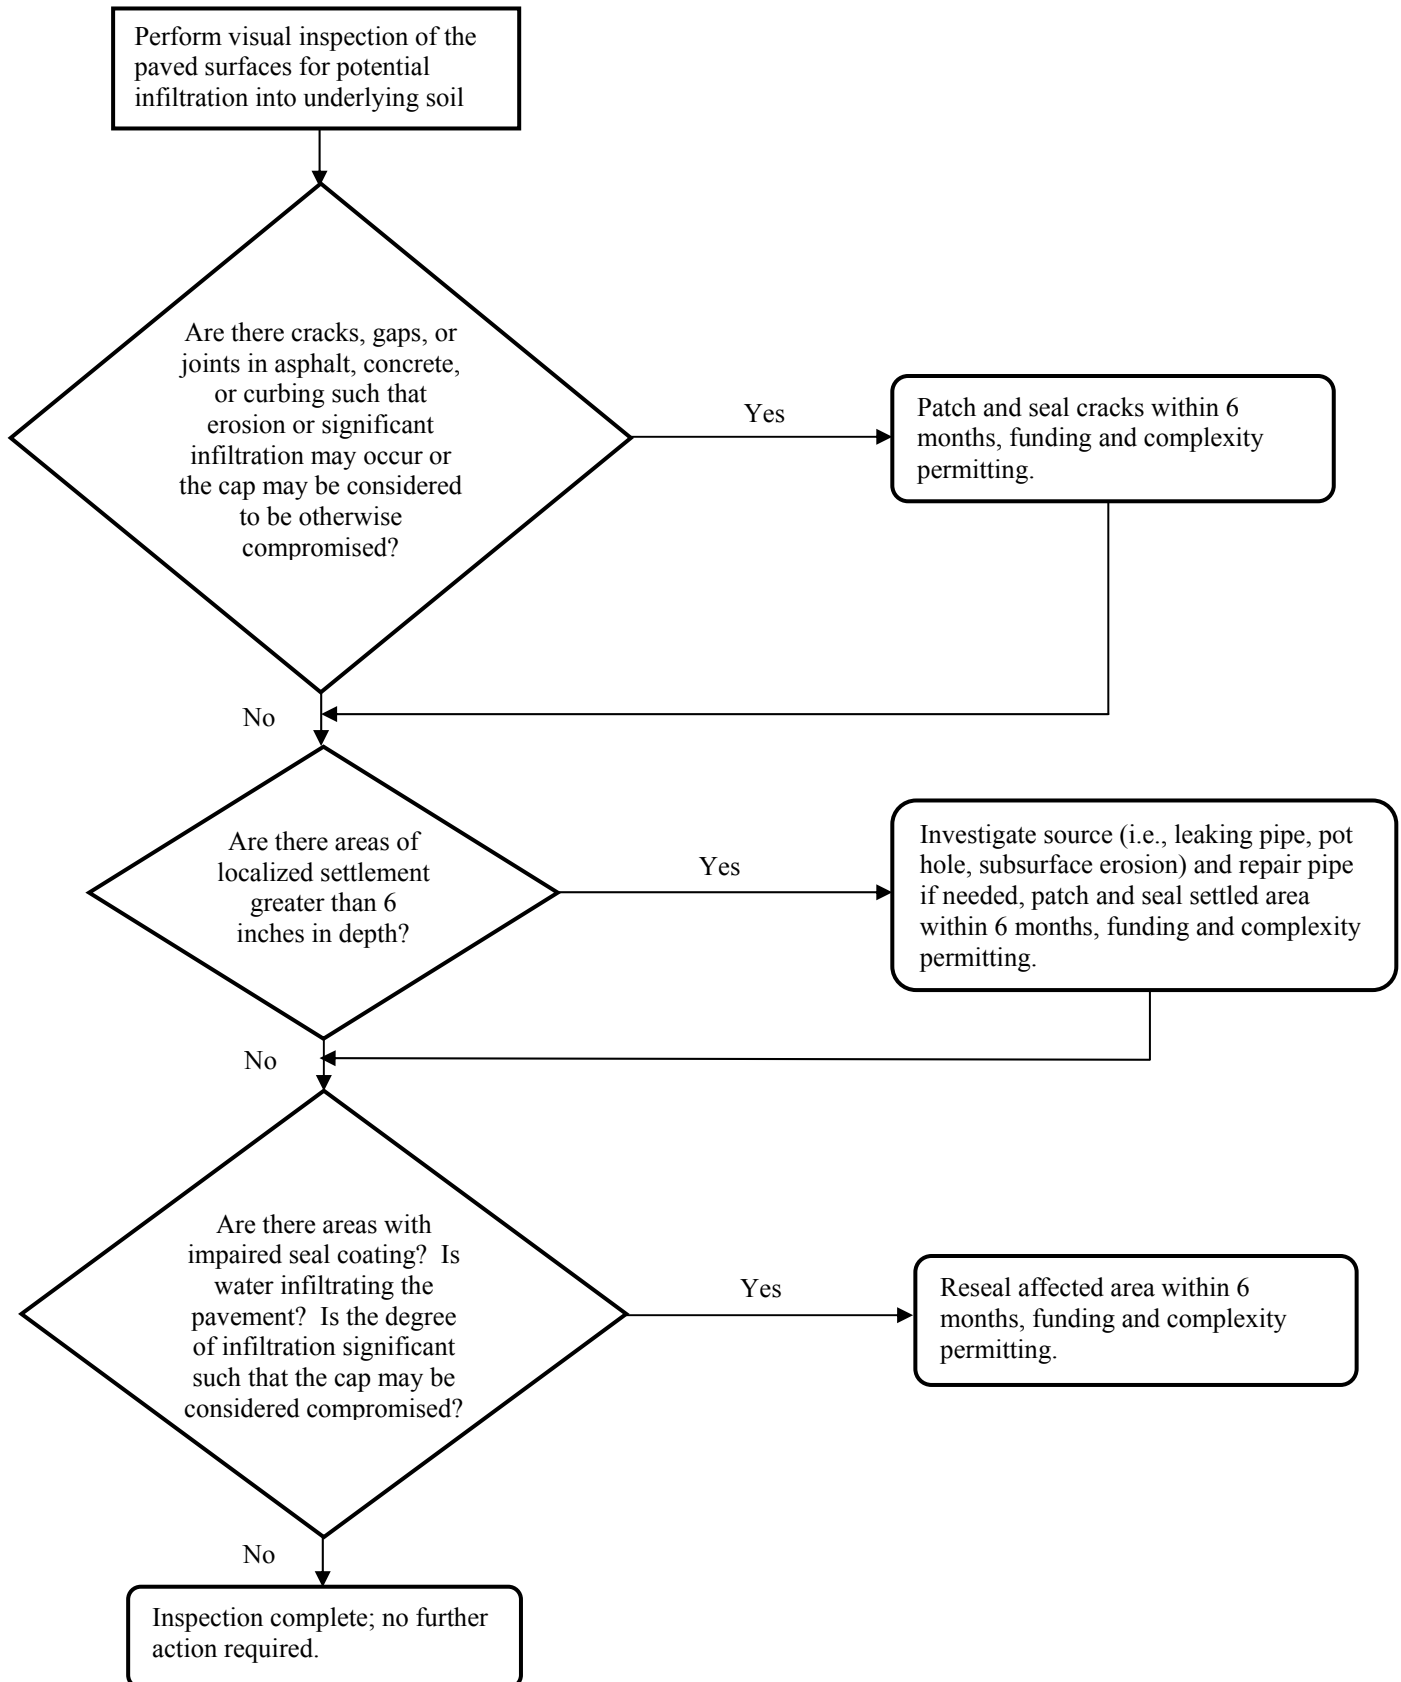 Perform visual inspection of the
paved surfaces for potential
infiltration into underlying soil
Are there cracks, gaps, or
joints in asphalt, concrete,
or curbing such that
erosion or significant
infiltration may occur or
the cap may be considered
to be otherwise
compromised?
Yes
Patch and seal cracks within 6
months, funding and complexity
permitting.
No
Are there areas of
localized settlement
greater than 6
inches in depth?
Yes
Investigate source (i.e., leaking pipe, pot
hole, subsurface erosion) and repair pipe
if needed, patch and seal settled area
within 6 months, funding and complexity
permitting.
No
Are there areas with
impaired seal coating?  Is
water infiltrating the
pavement?  Is the degree
of infiltration significant
such that the cap may be
considered compromised?
Yes
Reseal affected area within 6
months, funding and complexity
permitting.
No
Inspection complete; no further
action required.